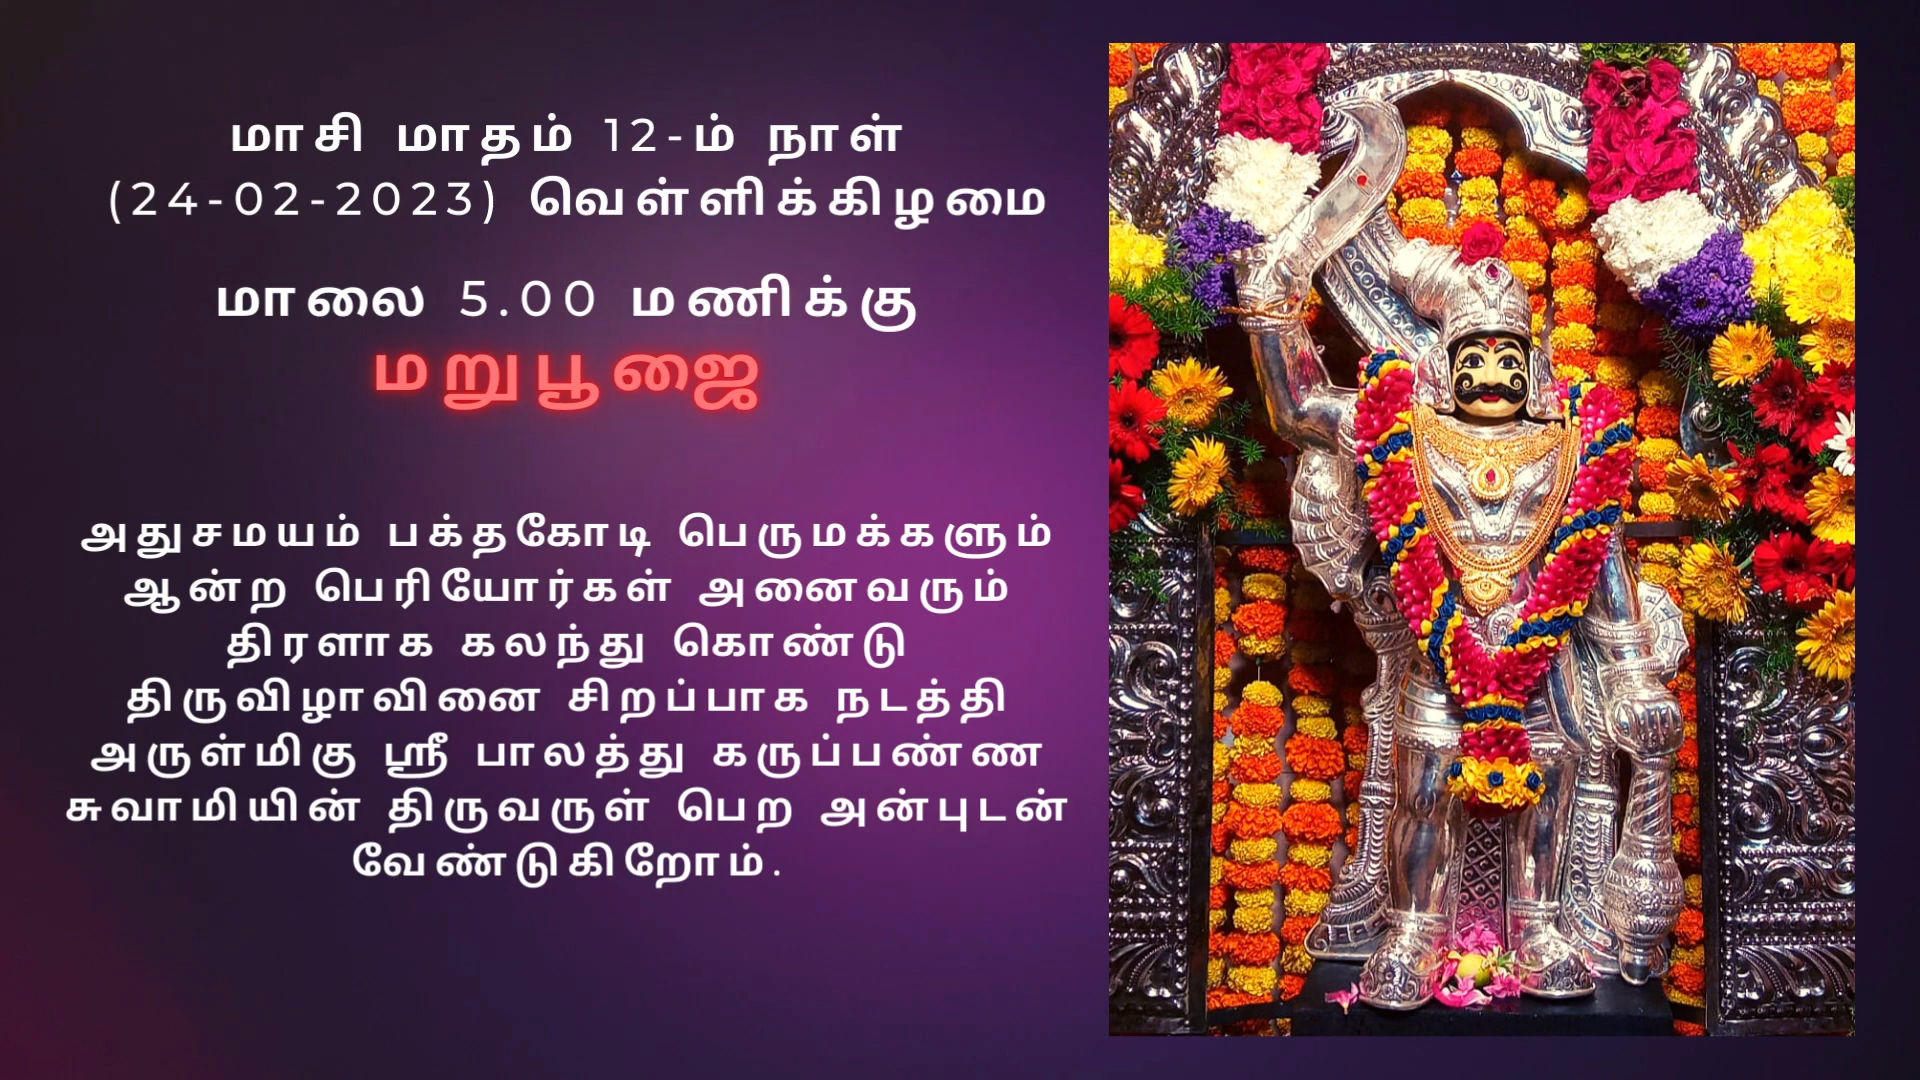 மாசி மாதம் 12-ம் நாள்
(24-02-2023) வெள்ளிக்கிழமை
மாலை 5.00 மணிக்கு
மறுபூஜை
அதுசமயம் பக்தகோடி பெருமக்களும்
ஆன்ற பெரியோர்கள் அனைவரும்
திரளாக கலந்து கொண்டு
திருவிழாவினை சிறப்பாக நடத்தி
அருள்மிகு ஸ்ரீ பாலத்து கருப்பண்ண
சுவாமியின் திருவருள் பெற அன்புடன்
வேண்டுகிறோம்.